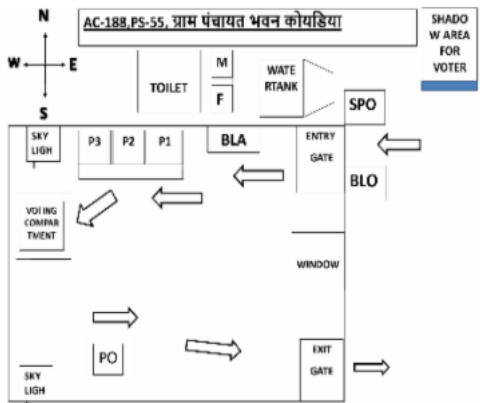 N
AC-188,PS-55, ग्राम पंचायत भवन कोयडिया
SHADO
W AREA
FOR
VOTER
W
E
S
TOILET
M
F
WATE
RTANK
SPO
SKY
LIGH
P3
P2
P1
BLA
ENTRY
GATE
BLO
VOTING
COMPAR
TMENT
WINDOW
PO
EXIT
GATE
SKY
LIGH